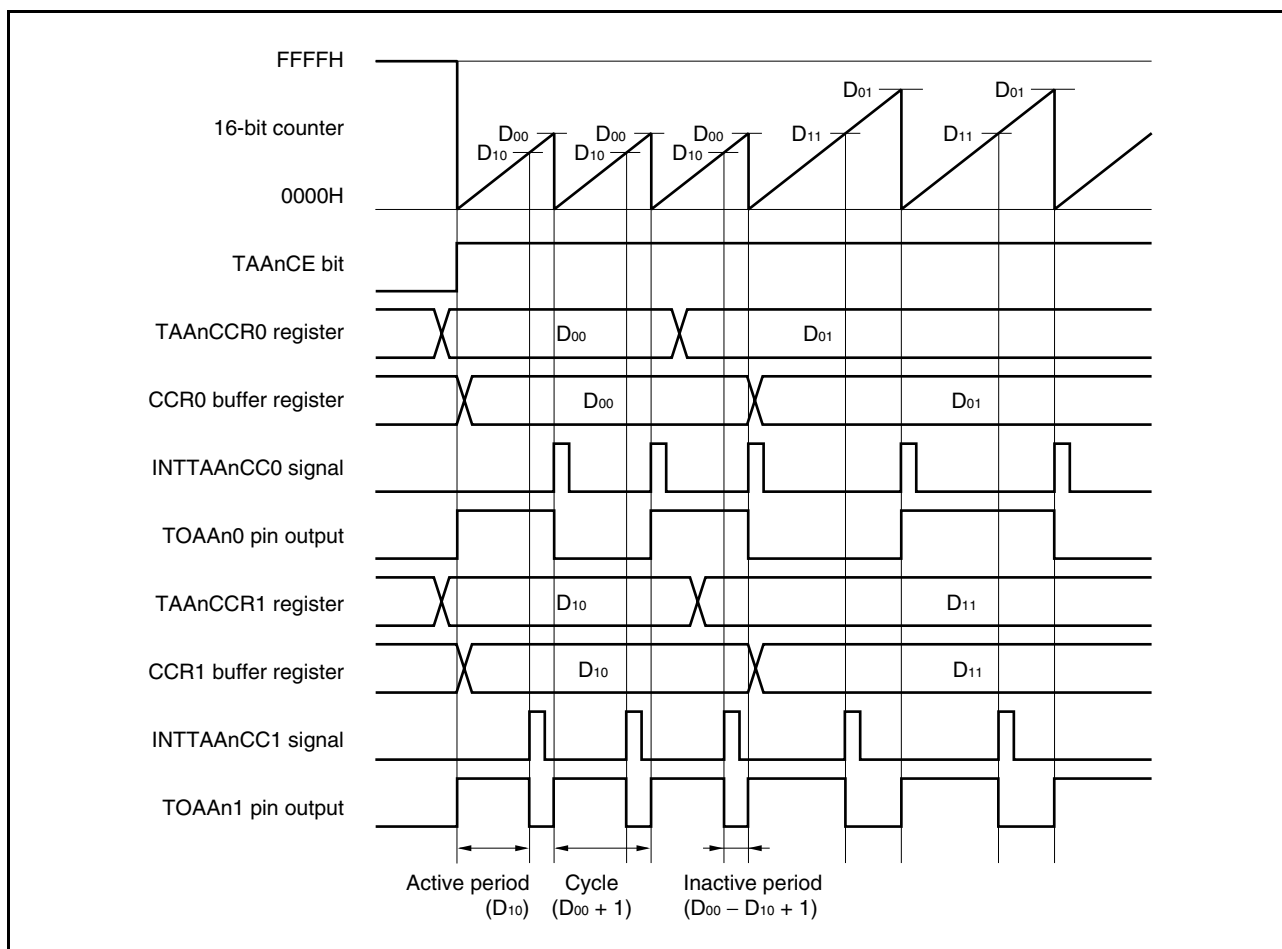 FFFFH
16-bit counter
0000H
D01 D01
D00 D00 D00 D11 D11
D10 D10 D10
TAAnCE bit
TAAnCCR0 register D00 D01
CCR0 buffer register D00 D01
INTTAAnCC0 signal
TOAAn0 pin output
TAAnCCR1 register D10 D11
CCR1 buffer register D10 D11
INTTAAnCC1 signal
TOAAn1 pin output
Active period Cycle Inactive period
(D10) (D00 + 1) (D00 – D10 + 1)